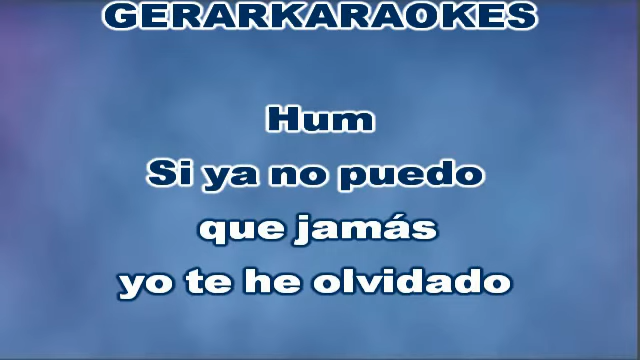 GERARKARAOKES
Hum
Si ya no puedo
que jamás
yo te he olvidado